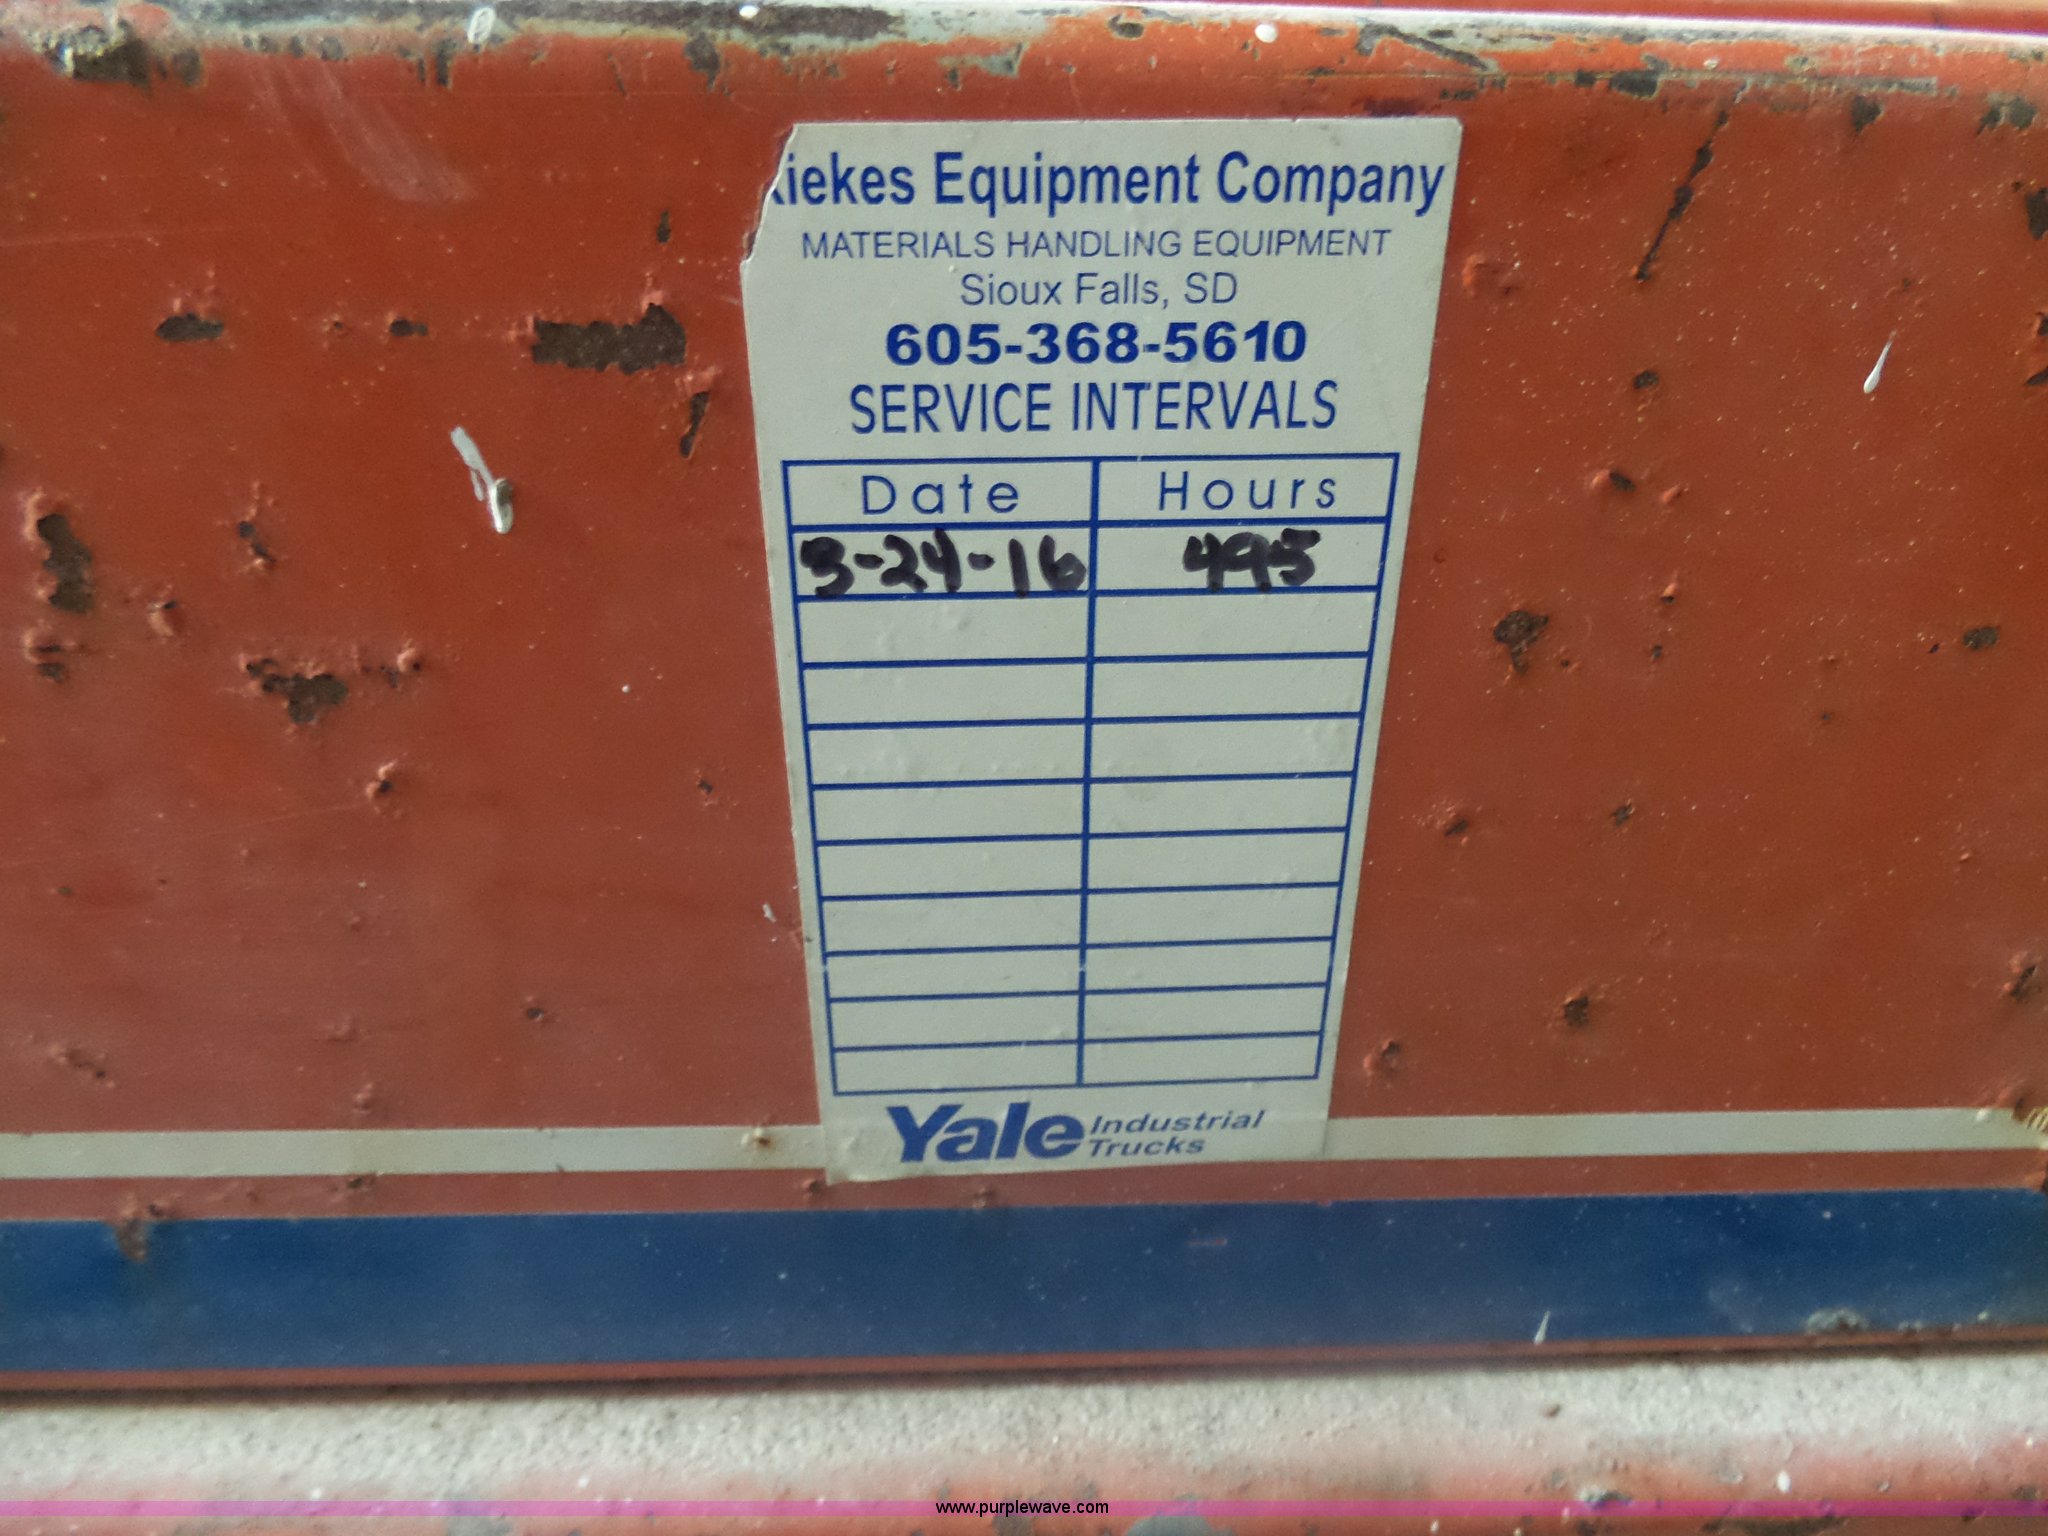 Equipment Company
MATERIALS HANDLING EQUIPMENT
Sioux Falls, SD
605-368-5610
SERVICE INTERVALS
Date Hours
3-24-16 495
Yale Industrial
Trucks
www.purplewave.com